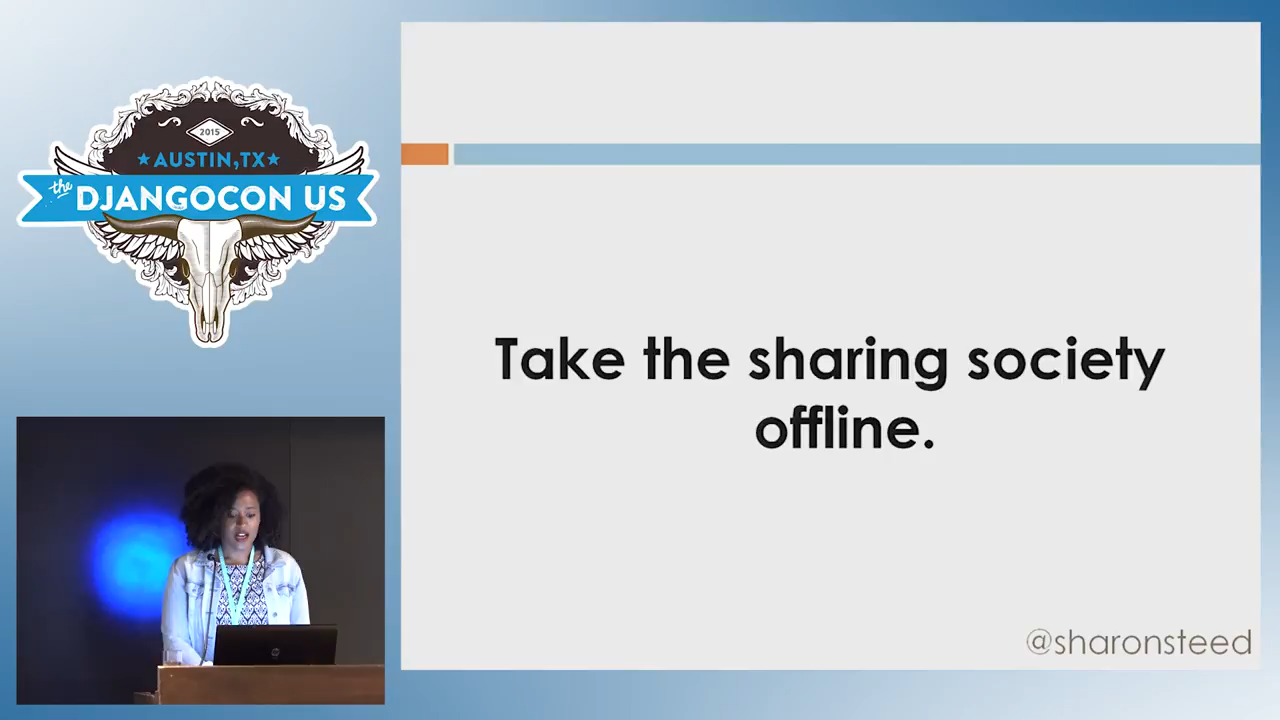 2015
★AUSTIN,TX★
the
DJANGOCON US
Take the sharing society
offline.
@sharonsteed